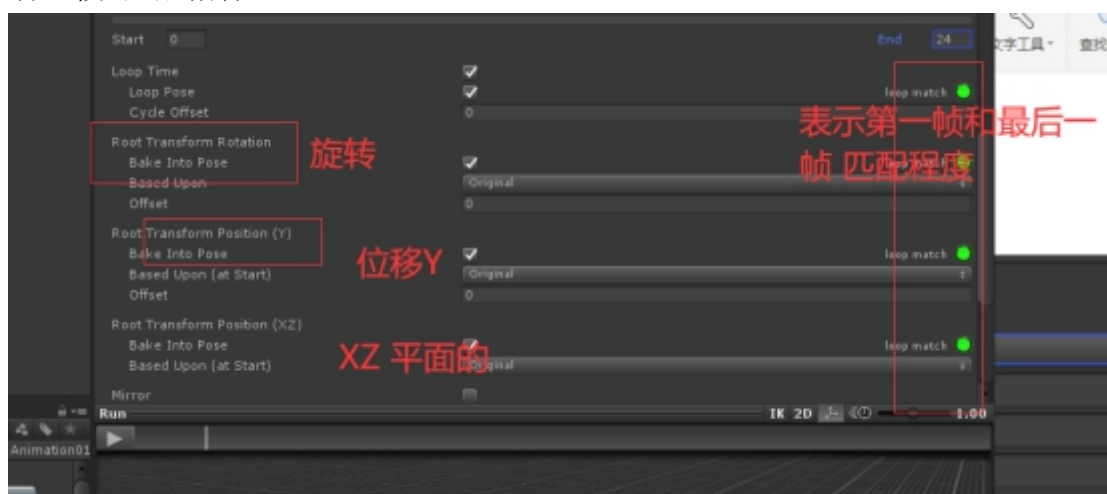 Start 0 End 24
文字工具
查找
Loop Time
Loop Pose loop match
Cycle Offset 0
表示第一帧和最后一
帧 匹配程度
Root Transform Rotation
旋转
Bake Into Pose
Based Upon Original
Offset 0
Root Transform Position (Y)
Bake Into Pose loop match
位移Y
Based Upon (at Start) Original
Offset 0
Root Transform Position (XZ)
Bake Into Pose loop match
XZ 平面的
Based Upon (at Start) Original
Mirror
Run IK 2D 1.00
Animation01